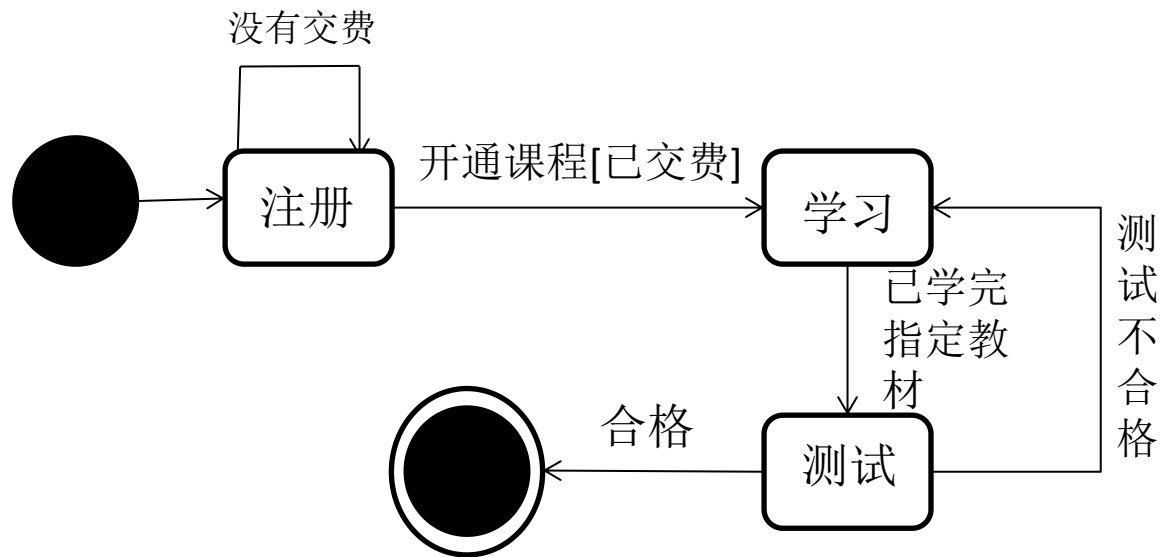 没有交费
开通课程[已交费]
注册
学习
已学完
指定教
材
测试不合格
合格
测试